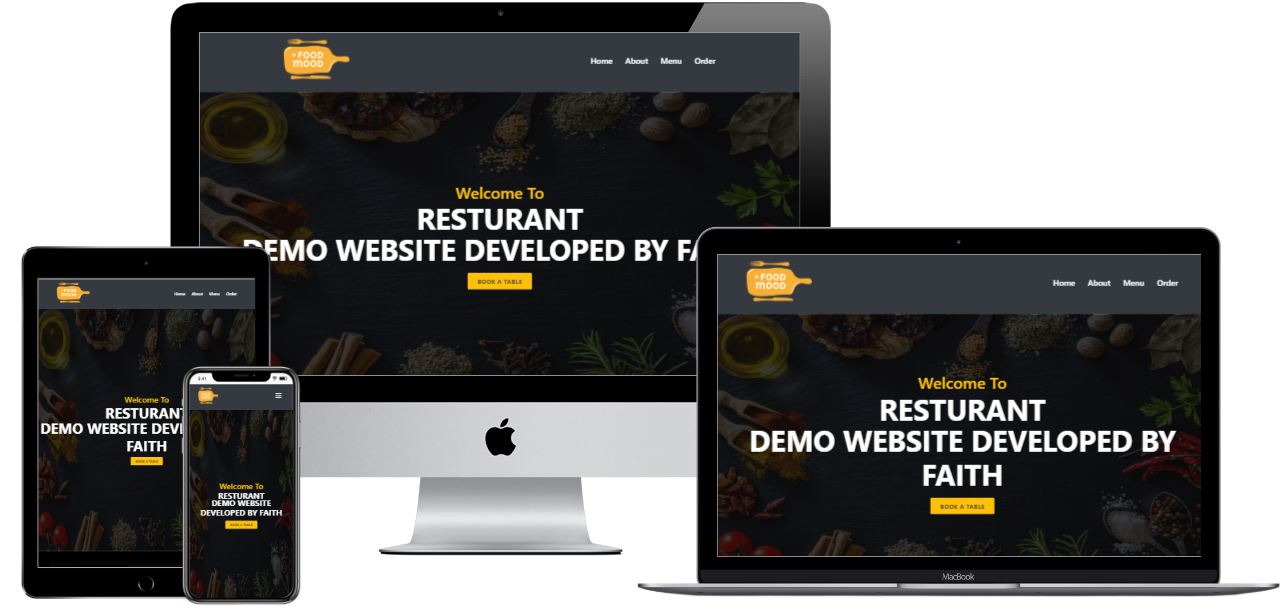 FOOD
MOOD
Home About Menu Order
Welcome To
RESTURANT
DEMO WEBSITE DEVELOPED BY FA
BOOK A TABLE
FOOD
MOOD
Home About Menu Order
Welcome To
RESTURANT
DEMO WEBSITE DEVEL
FAITH
BOOK A TABLE
Welcome To
RESTURANT
DEMO WEBSITE
DEVELOPED BY FAITH
BOOK A TABLE
FOOD
MOOD
Home About Menu Order
Welcome To
RESTURANT
DEMO WEBSITE DEVELOPED BY
FAITH
BOOK A TABLE
MacBook